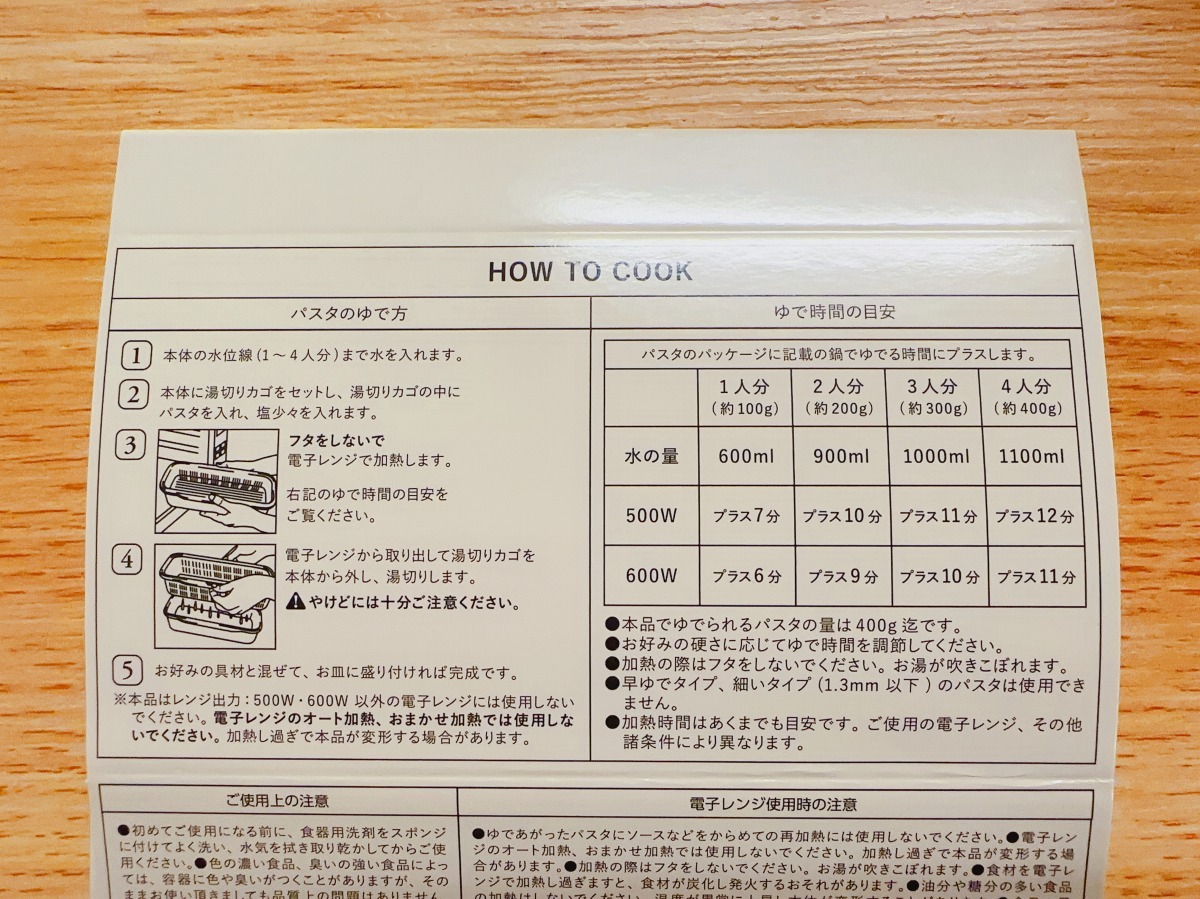 HOW TO COOK
パスタのゆで方
1 本体の水位線(1〜4人分)まで水を入れます。
2 本体に湯切りカゴをセットし、湯切りカゴの中に
パスタを入れ、塩少々を入れます。
3 フタをしないで
電子レンジで加熱します。
右記のゆで時間の目安を
ご覧ください。
4 電子レンジから取り出して湯切りカゴを
本体から外し、湯切りします。
やけどには十分ご注意ください。
5 お好みの具材と混ぜて、お皿に盛り付ければ完成です。
※本品はレンジ出力:500W・600W 以外の電子レンジには使用しない
でください。電子レンジのオート加熱、おまかせ加熱では使用しな
いでください。加熱し過ぎで本品が変形する場合があります。
ゆで時間の目安
パスタのパッケージに記載の鍋でゆでる時間にプラスします。
1人分 2人分 3人分 4人分
(約100g) (約200g) (約300g) (約400g)
水の量 600ml 900ml 1000ml 1100ml
500W プラス7分 プラス10分 プラス11分 プラス12分
600W プラス6分 プラス9分 プラス10分 プラス11分
●本品でゆでられるパスタの量は400g迄です。
●お好みの硬さに応じてゆで時間を調節してください。
●加熱の際はフタをしないでください。お湯が吹きこぼれます。
●早ゆでタイプ、細いタイプ(1.3mm 以下)のパスタは使用でき
ません。
●加熱時間はあくまでも目安です。ご使用の電子レンジ、その他
諸条件により異なります。
ご使用上の注意
●初めてご使用になる前に、食器用洗剤をスポンジ
に付けてよく洗い、水気を拭き取り乾かしてからご使
用ください。●色の濃い食品、臭いの強い食品によっ
ては、容器に色や臭いがつくことがありますが、その
ままお使い頂きましても品質上の問題はありません
電子レンジ使用時の注意
●ゆであがったパスタにソースなどをからめての再加熱には使用しないでください。●電子レン
ジのオート加熱、おまかせ加熱では使用しないでください。加熱し過ぎで本品が変形する場
合があります。●加熱の際はフタをしないでください。お湯が吹きこぼれます。●食材を電子レ
ンジで加熱し過ぎますと、食材が炭化し発火するおそれがあります。●油分や糖分の多い食品